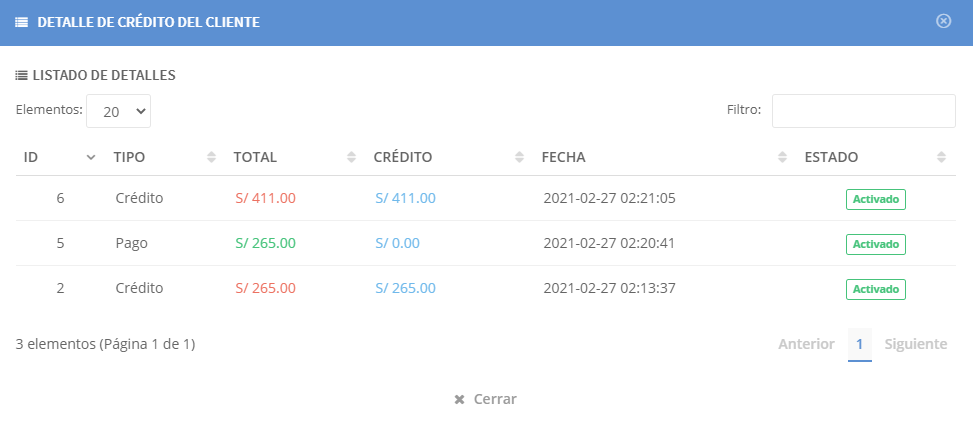 DETALLE DE CRÉDITO DEL CLIENTE
LISTADO DE DETALLES
Elementos: 20 Filtro:
ID TIPO TOTAL CRÉDITO FECHA ESTADO
6 Crédito S/ 411.00 S/ 411.00 2021-02-27 02:21:05 Activado
5 Pago S/ 265.00 S/ 0.00 2021-02-27 02:20:41 Activado
2 Crédito S/ 265.00 S/ 265.00 2021-02-27 02:13:37 Activado
3 elementos (Página 1 de 1) Anterior 1 Siguiente
Cerrar